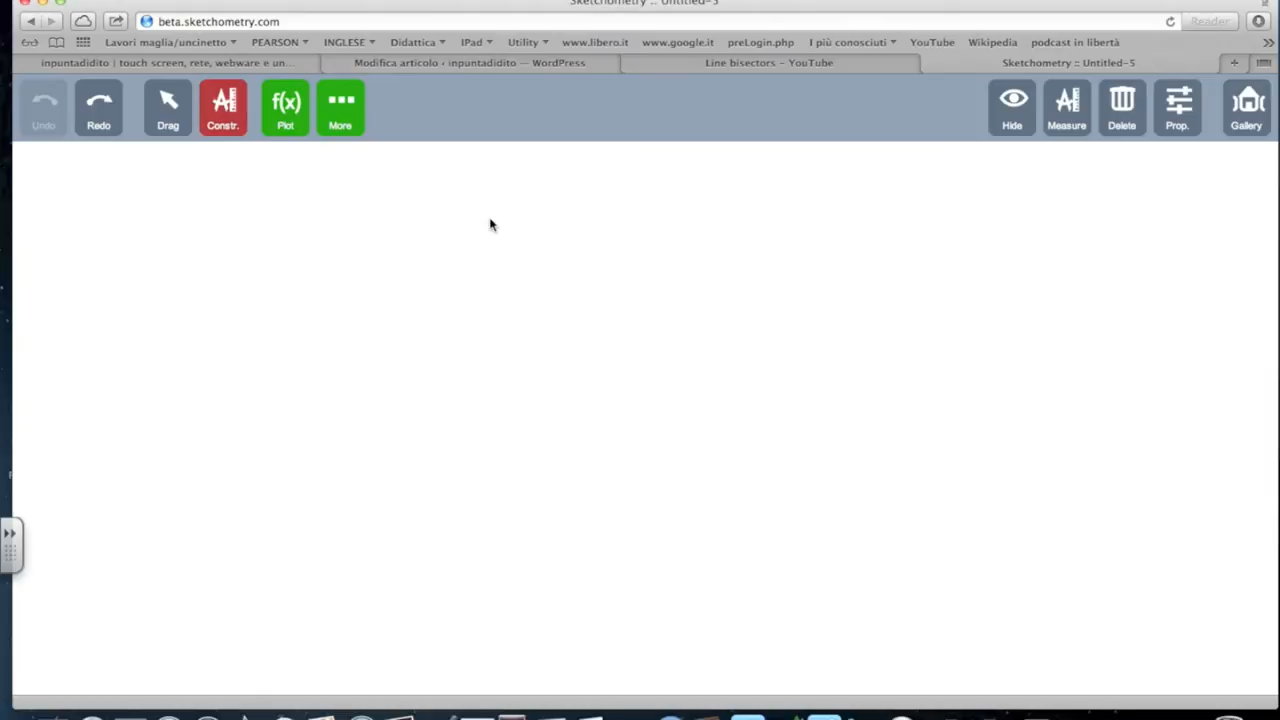 Sketchometry :: Untitled-5
beta.sketchometry.com
Reader
Lavori maglia/uncinetto PEARSON INGLESE Didattica IPad Utility www.libero.it www.google.it preLogin.php I più conosciuti YouTube Wikipedia podcast in libertà
inpuntadidito | touch screen, rete, webware e un... Modifica articolo ‹ inpuntadidito — WordPress Line bisectors - YouTube Sketchometry :: Untitled-5
f(x)
Undo Redo Drag Constr. Plot More Hide Measure Delete Prop. Gallery